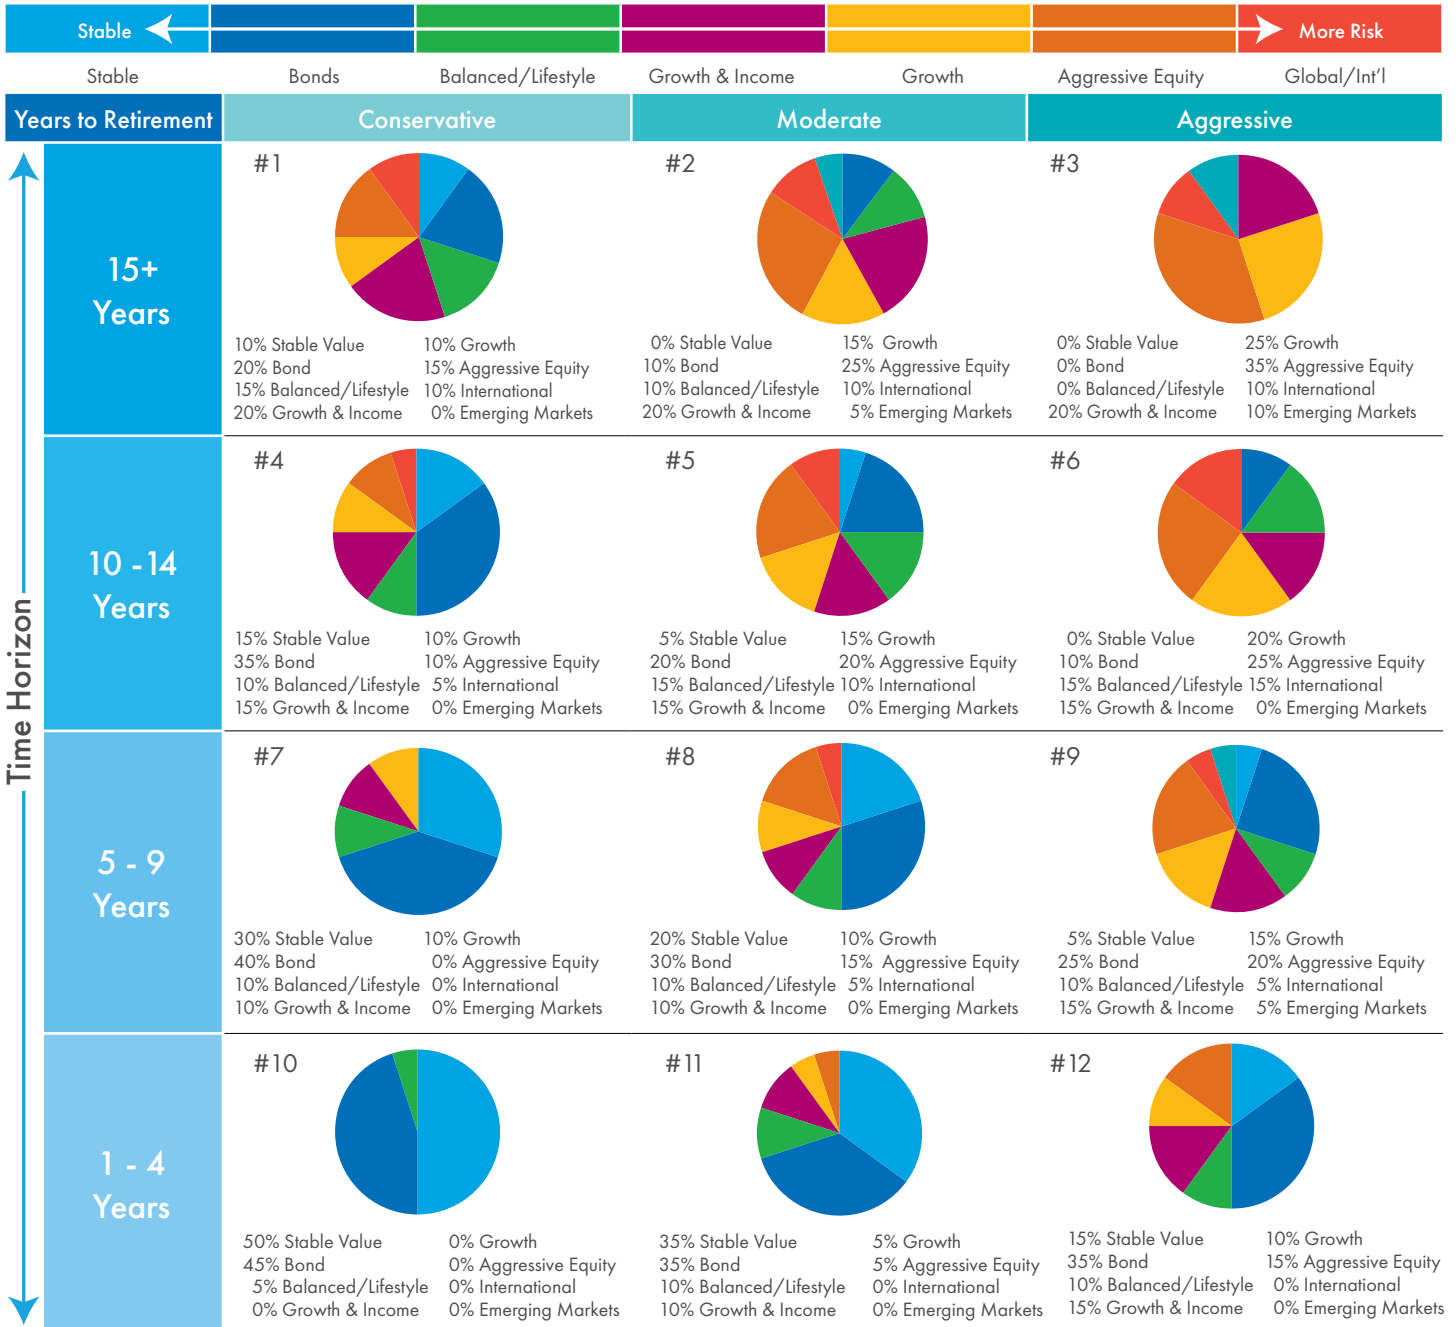 Stable More Risk
Stable Bonds Balanced/Lifestyle Growth & Income Growth Aggressive Equity Global/Int'l
Years to Retirement Conservative Moderate Aggressive
Time Horizon
15+
Years
#1
10% Stable Value 10% Growth
20% Bond 15% Aggressive Equity
15% Balanced/Lifestyle 10% International
20% Growth & Income 0% Emerging Markets
#2
0% Stable Value 15% Growth
10% Bond 25% Aggressive Equity
10% Balanced/Lifestyle 10% International
20% Growth & Income 5% Emerging Markets
#3
0% Stable Value 25% Growth
0% Bond 35% Aggressive Equity
0% Balanced/Lifestyle 10% International
20% Growth & Income 10% Emerging Markets
10 -14
Years
#4
15% Stable Value 10% Growth
35% Bond 10% Aggressive Equity
10% Balanced/Lifestyle 5% International
15% Growth & Income 0% Emerging Markets
#5
5% Stable Value 15% Growth
20% Bond 20% Aggressive Equity
15% Balanced/Lifestyle 10% International
15% Growth & Income 0% Emerging Markets
#6
0% Stable Value 20% Growth
10% Bond 25% Aggressive Equity
15% Balanced/Lifestyle 15% International
15% Growth & Income 0% Emerging Markets
5 - 9
Years
#7
30% Stable Value 10% Growth
40% Bond 0% Aggressive Equity
10% Balanced/Lifestyle 0% International
10% Growth & Income 0% Emerging Markets
#8
20% Stable Value 10% Growth
30% Bond 15% Aggressive Equity
10% Balanced/Lifestyle 5% International
10% Growth & Income 0% Emerging Markets
#9
5% Stable Value 15% Growth
25% Bond 20% Aggressive Equity
10% Balanced/Lifestyle 5% International
15% Growth & Income 5% Emerging Markets
1 - 4
Years
#10
50% Stable Value 0% Growth
45% Bond 0% Aggressive Equity
5% Balanced/Lifestyle 0% International
0% Growth & Income 0% Emerging Markets
#11
35% Stable Value 5% Growth
35% Bond 5% Aggressive Equity
10% Balanced/Lifestyle 0% International
10% Growth & Income 0% Emerging Markets
#12
15% Stable Value 10% Growth
35% Bond 15% Aggressive Equity
10% Balanced/Lifestyle 0% International
15% Growth & Income 0% Emerging Markets